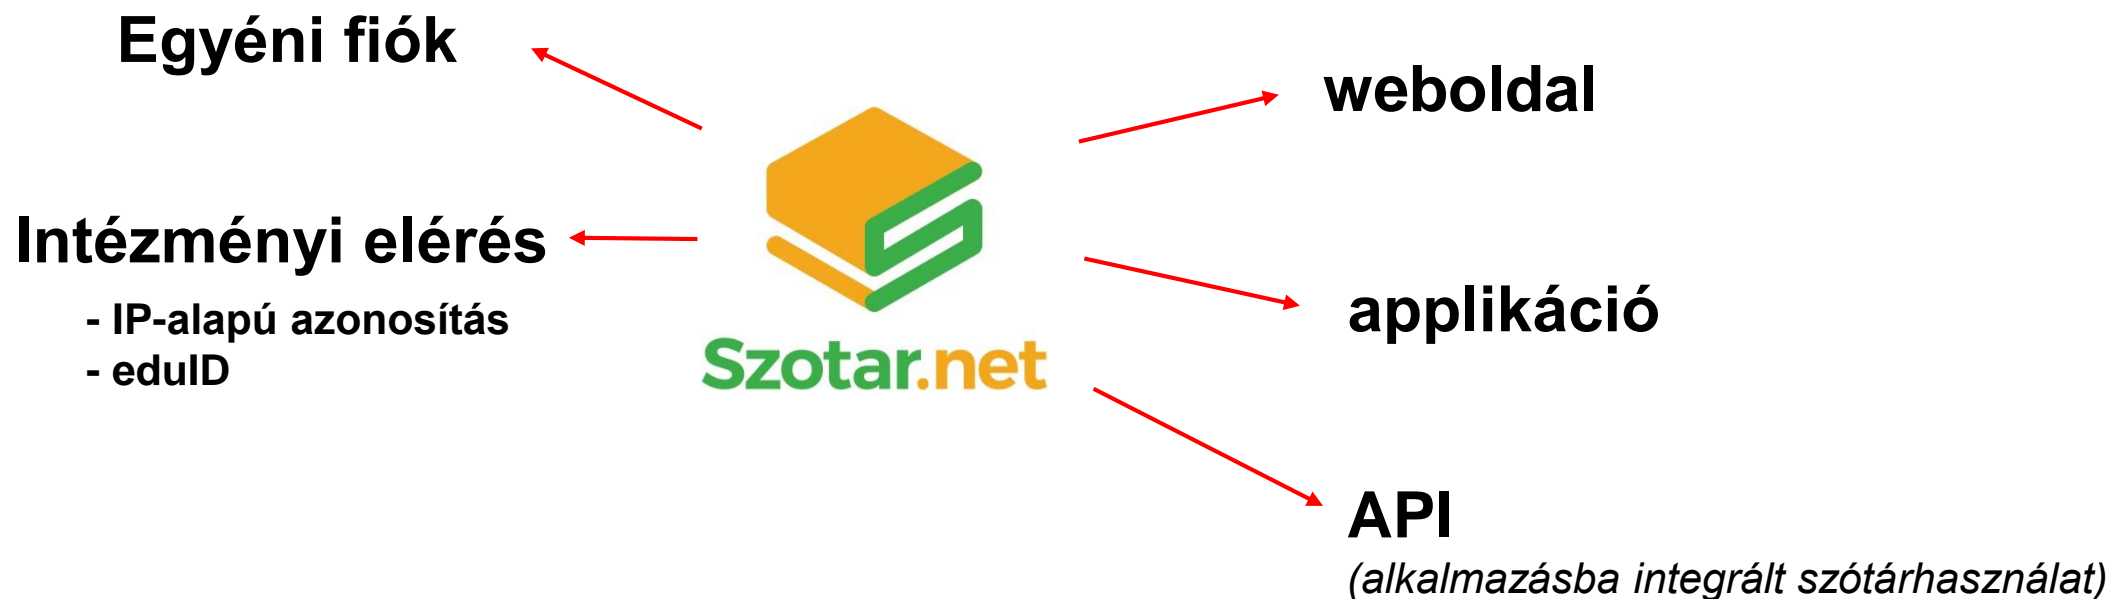 Egyéni fiók
Intézményi elérés
- IP-alapú azonosítás
- eduID
Szotar.net
weboldal
applikáció
API
(alkalmazásba integrált szótárhasználat)